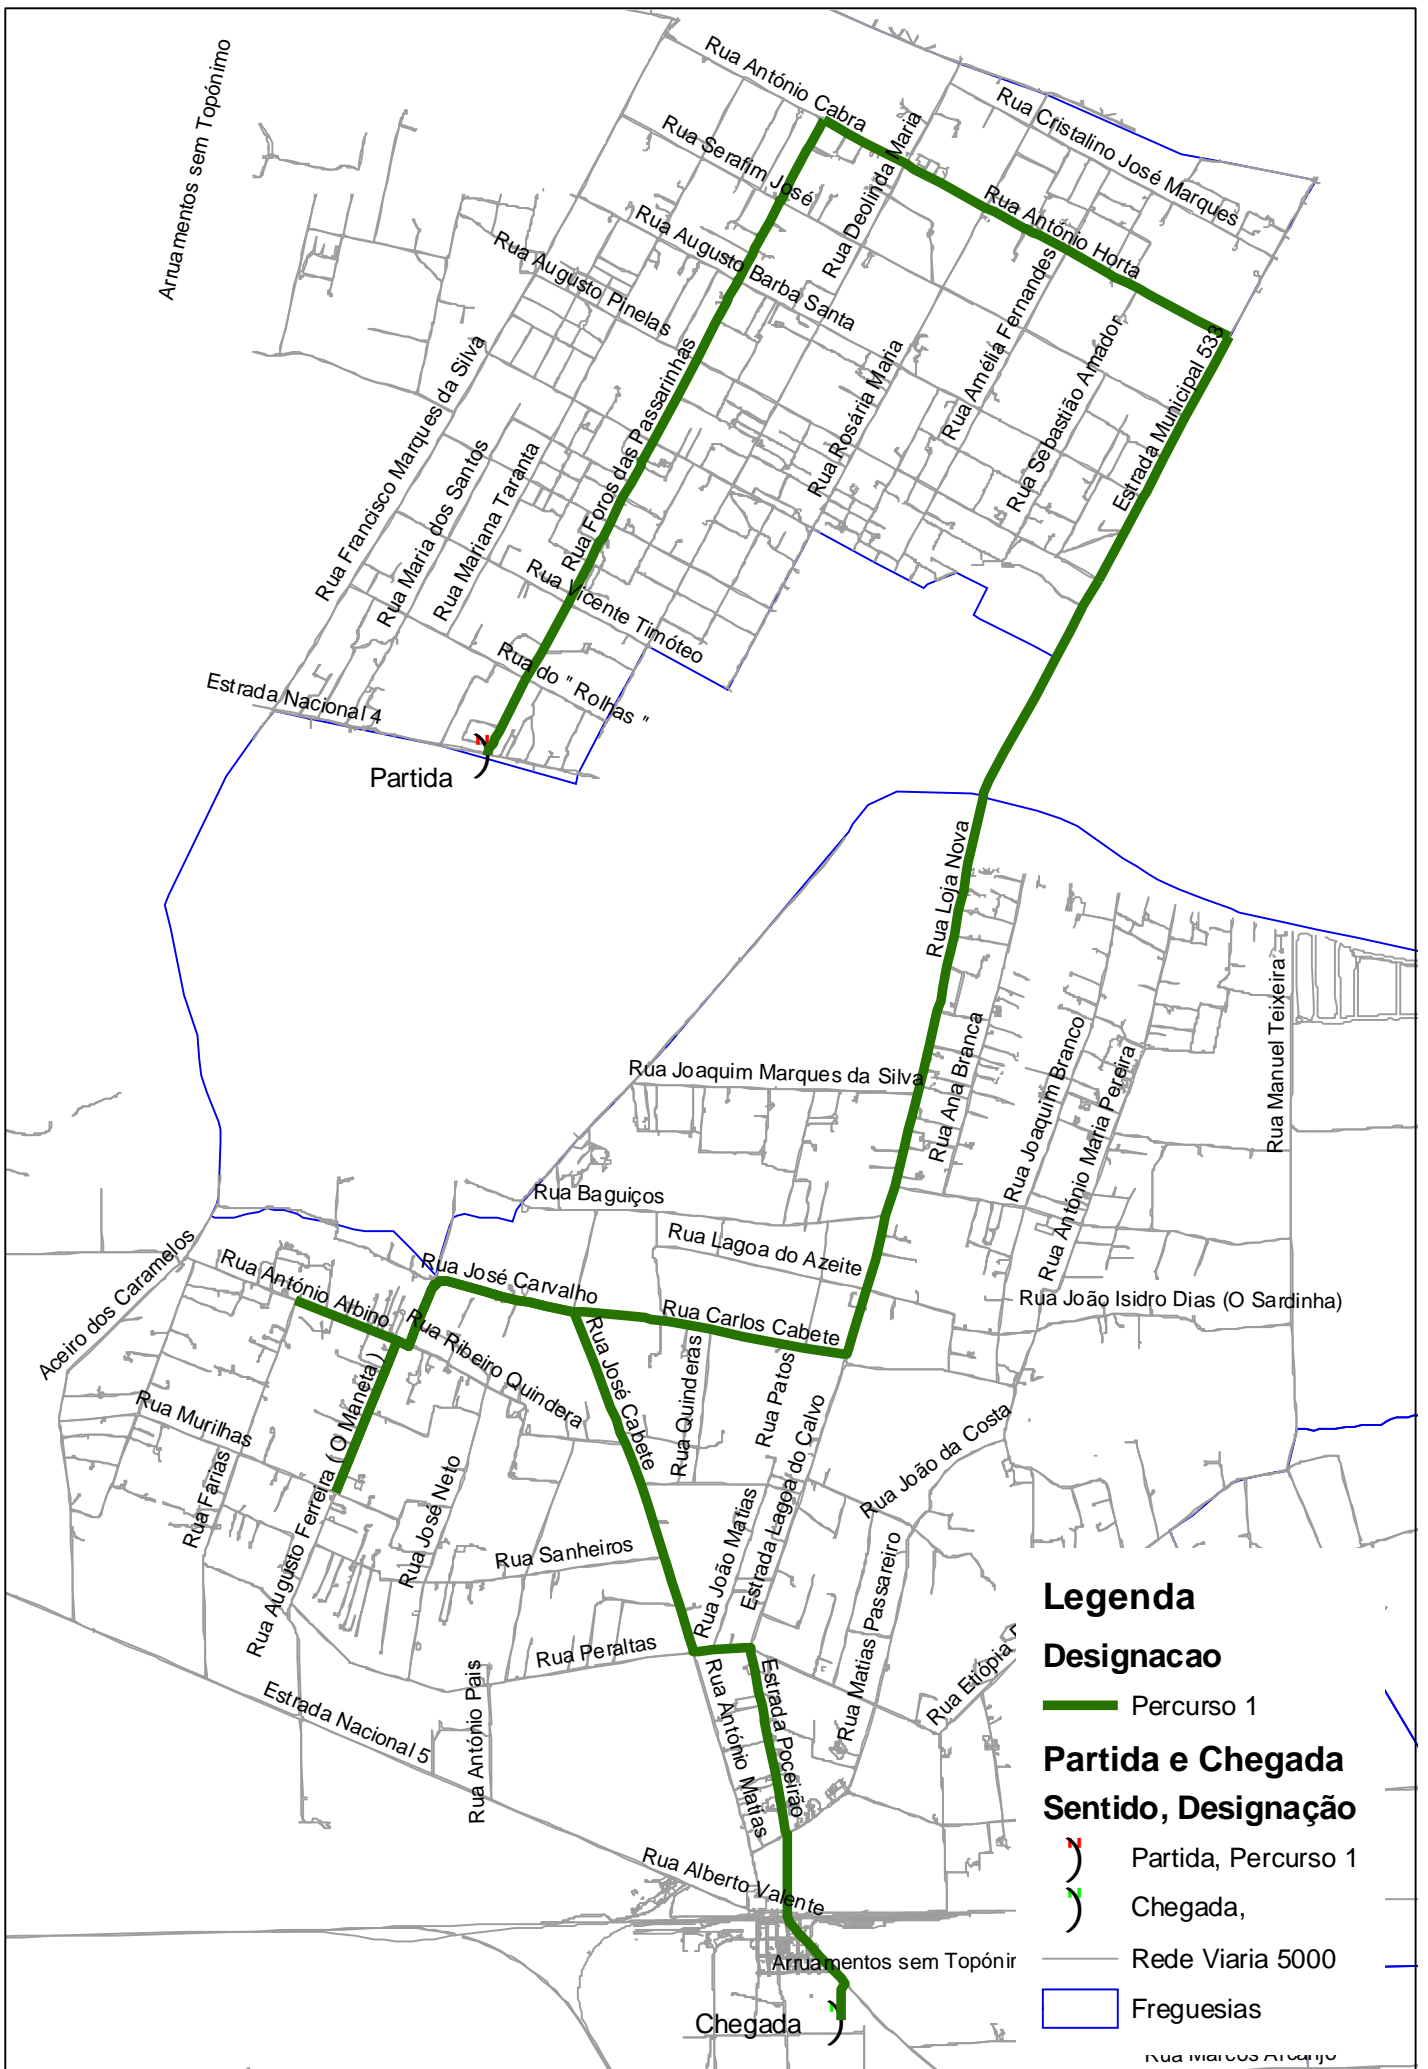 Arruamentos sem Topónimo
Rua António Cabra
Rua Cristalino José Marques
Rua Serafim José
Rua Deolinda Maria
Rua António Horta
Rua Augusto Barba Santa
Rua Augusto Pinelas
Rua Francisco Marques da Silva
Rua Foros das Passarinhas
Rua Rosária Maria
Rua Amélia Fernandes
Rua Sebastião Amador
Estrada Municipal 533
Rua Maria dos Santos
Rua Mariana Taranta
Rua Vicente Timóteo
Rua do " Rolhas "
Estrada Nacional 4
Partida
Rua Loja Nova
Rua Manuel Teixeira
Rua Joaquim Marques da Silva
Rua Ana Branca
Rua Joaquim Branco
Rua António Maria Pereira
Rua Baguiços
Rua Lagoa do Azeite
Aceiro dos Caramelos
Rua António Albino
Rua José Carvalho
Rua Carlos Cabete
Rua João Isidro Dias (O Sardinha)
Rua Ribeiro Quindera
Rua José Cabete
Rua Quinderas
Rua Patos
Rua Murilhas
Rua Farias
Rua Augusto Ferreira ( O Maneta )
Rua José Neto
Estrada Lagoa do Calvo
Rua João da Costa
Rua João Matias
Rua Sanheiros
Rua Matias Passareiro
Rua Peraltas
Rua António Pais
Estrada Nacional 5
Rua António Matias
Estrada Poceirão
Rua Etiópia
Rua Alberto Valente
Arruamentos sem Topónir
Chegada
Legenda
Designacao
Percurso 1
Partida e Chegada
Sentido, Designação
Partida, Percurso 1
Chegada,
Rede Viaria 5000
Freguesias
Rua Marcos Arcanjo